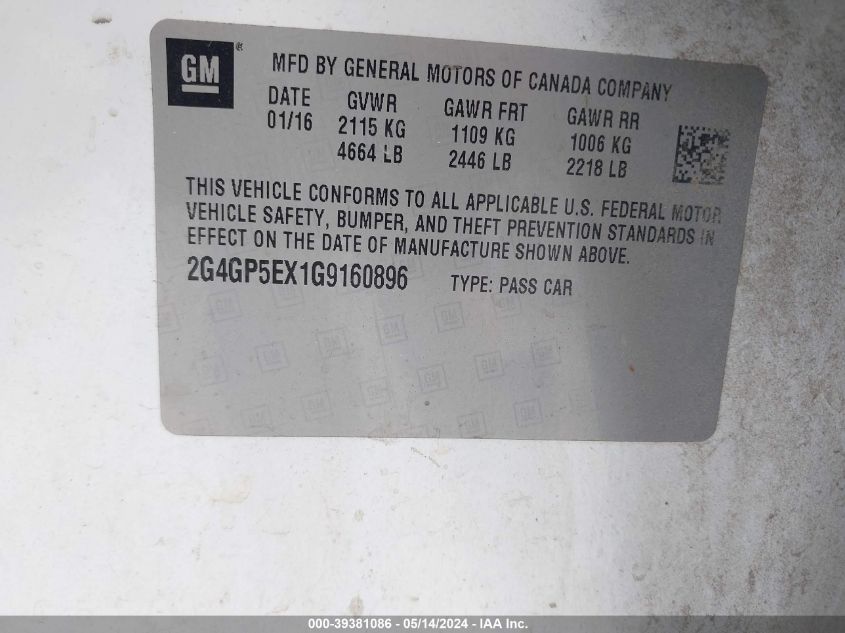 GM®
MFD BY GENERAL MOTORS OF CANADA COMPANY
DATE GVWR GAWR FRT GAWR RR
01/16 2115 KG 1109 KG 1006 KG
4664 LB 2446 LB 2218 LB
THIS VEHICLE CONFORMS TO ALL APPLICABLE U.S. FEDERAL MOTOR
VEHICLE SAFETY, BUMPER, AND THEFT PREVENTION STANDARDS IN
EFFECT ON THE DATE OF MANUFACTURE SHOWN ABOVE.
2G4GP5EX1G9160896 TYPE: PASS CAR
000-39381086 - 05/14/2024 - IAA Inc.